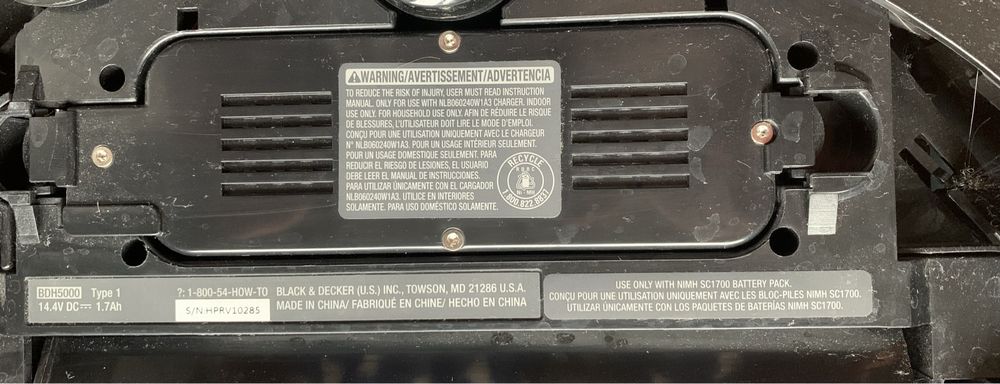 ⚠WARNING/AVERTISSEMENT/ADVERTENCIA
TO REDUCE THE RISK OF INJURY, USER MUST READ INSTRUCTION
MANUAL. ONLY FOR USE WITH NLB060240W1A3 CHARGER. INDOOR
USE ONLY. FOR HOUSEHOLD USE ONLY. AFIN DE REDUIRE LE RISQUE
DE BLESSURES, L'UTILISATEUR DOIT LIRE LE MODE D'EMPLOI.
CONÇU POUR UNE UTILISATION UNIQUEMENT AVEC LE CHARGEUR
N° NLB060240W1A3. POUR UN USAGE INTÉRIEUR SEULEMENT.
POUR UN USAGE DOMESTIQUE SEULEMENT. PARA
REDUCIR EL RIESGO DE LESIONES, EL USUARIO
DEBE LEER EL MANUAL DE INSTRUCCIONES.
PARA UTILIZAR ÚNICAMENTE CON EL CARGADOR
NLB060240W1A3. UTILICE EN INTERIORES
SOLAMENTE. PARA USO DOMÉSTICO SOLAMENTE.
RECYCLE
RBRC
Ni-MH
1.800.822.8837
BDH5000 Type 1 ?: 1-800-54-HOW-TO
14.4V DC⎓ 1.7Ah S/N:HPRV10285
BLACK & DECKER (U.S.) INC., TOWSON, MD 21286 U.S.A.
MADE IN CHINA/ FABRIQUÉ EN CHINE/ HECHO EN CHINA
USE ONLY WITH NIMH SC1700 BATTERY PACK.
CONÇU POUR UNE UTILISATION UNIQUEMENT AVEC LES BLOC-PILES NIMH SC1700.
UTILIZAR ÚNICAMENTE CON LOS PAQUETES DE BATERÍAS NIMH SC1700.